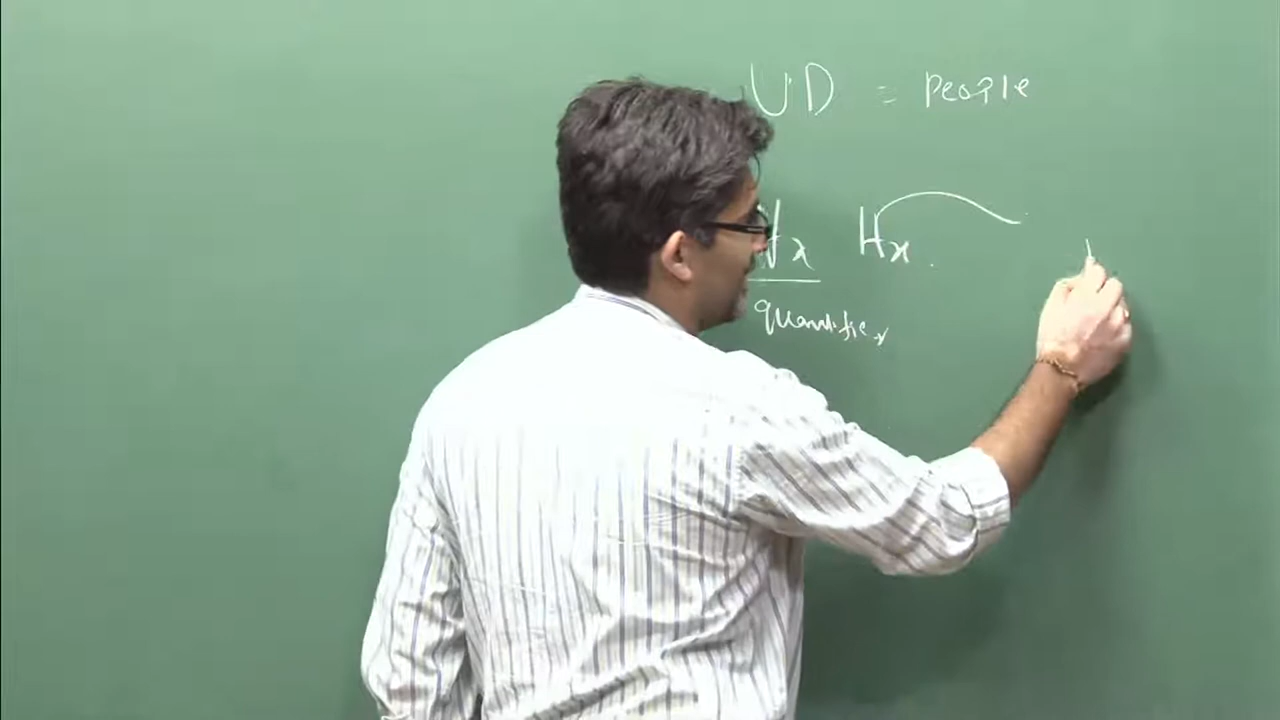 UD = People
∀x Hx
quantifier